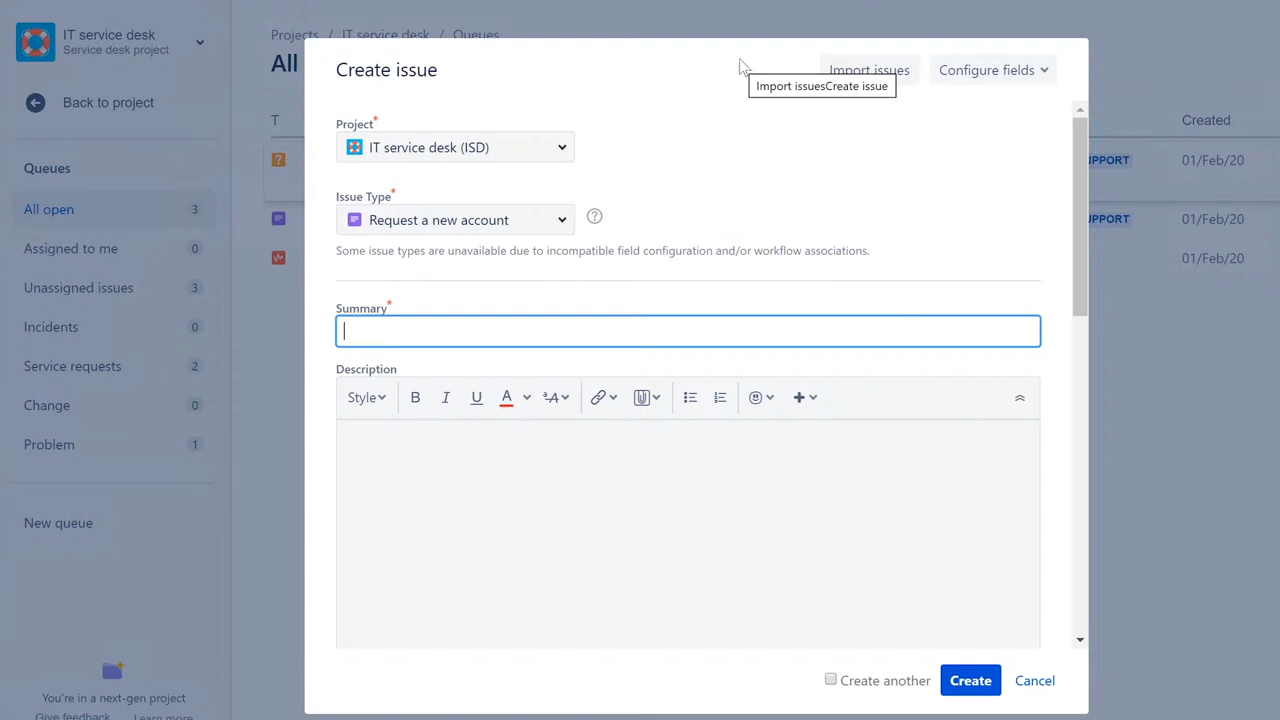 IT service desk
Service desk project
Back to project
Queues
All open 3
Assigned to me 0
Unassigned issues 3
Incidents 0
Service requests 2
Change 0
Problem 1
New queue
You're in a next-gen project
Give feedback Learn more
Projects / IT service desk / Queues
All
T
Created
? UPPORT 01/Feb/20
UPPORT 01/Feb/20
01/Feb/20
Create issue
Import issues
Configure fields
Import issuesCreate issue
Project*
IT service desk (ISD)
Issue Type*
Request a new account
?
Some issue types are unavailable due to incompatible field configuration and/or workflow associations.
Summary*
Description
Style B I U A ªA
Create another
Create
Cancel